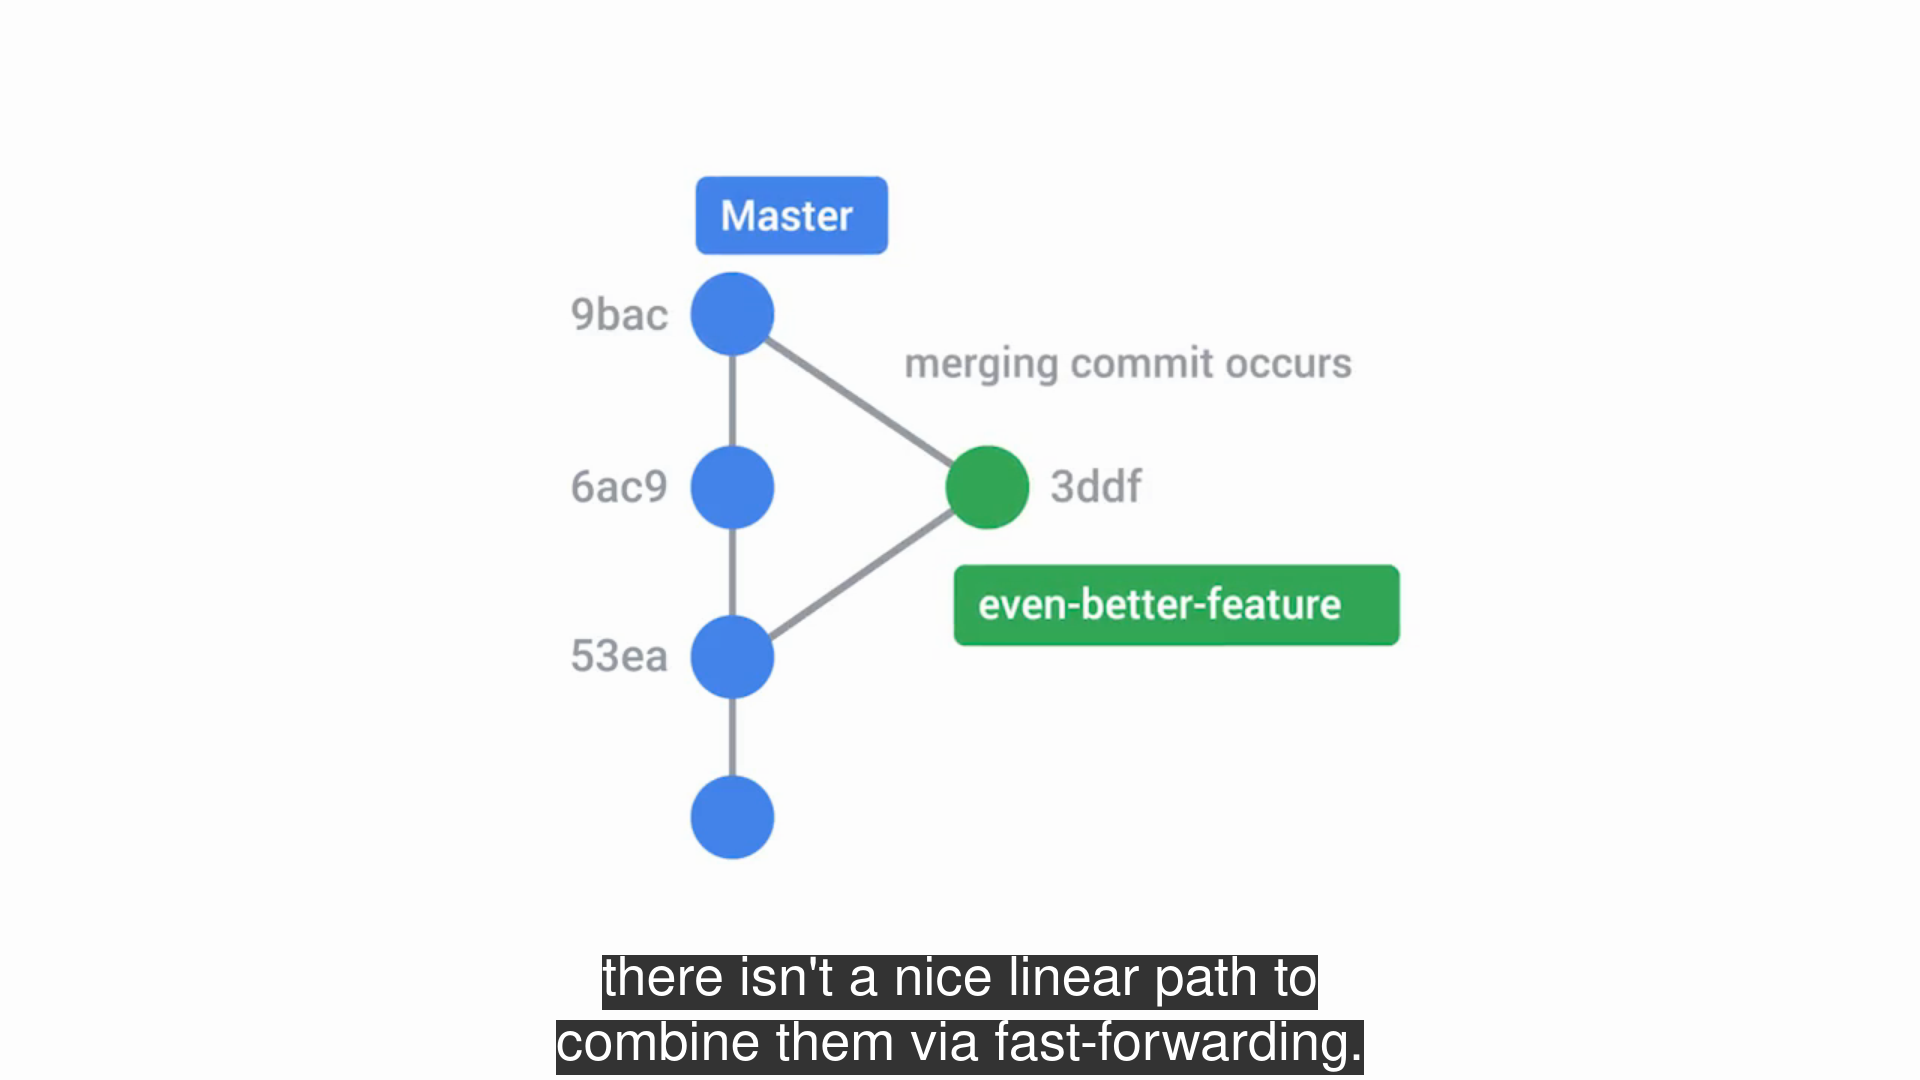 Master
9bac
merging commit occurs
6ac9
3ddf
even-better-feature
53ea
there isn't a nice linear path to
combine them via fast-forwarding.